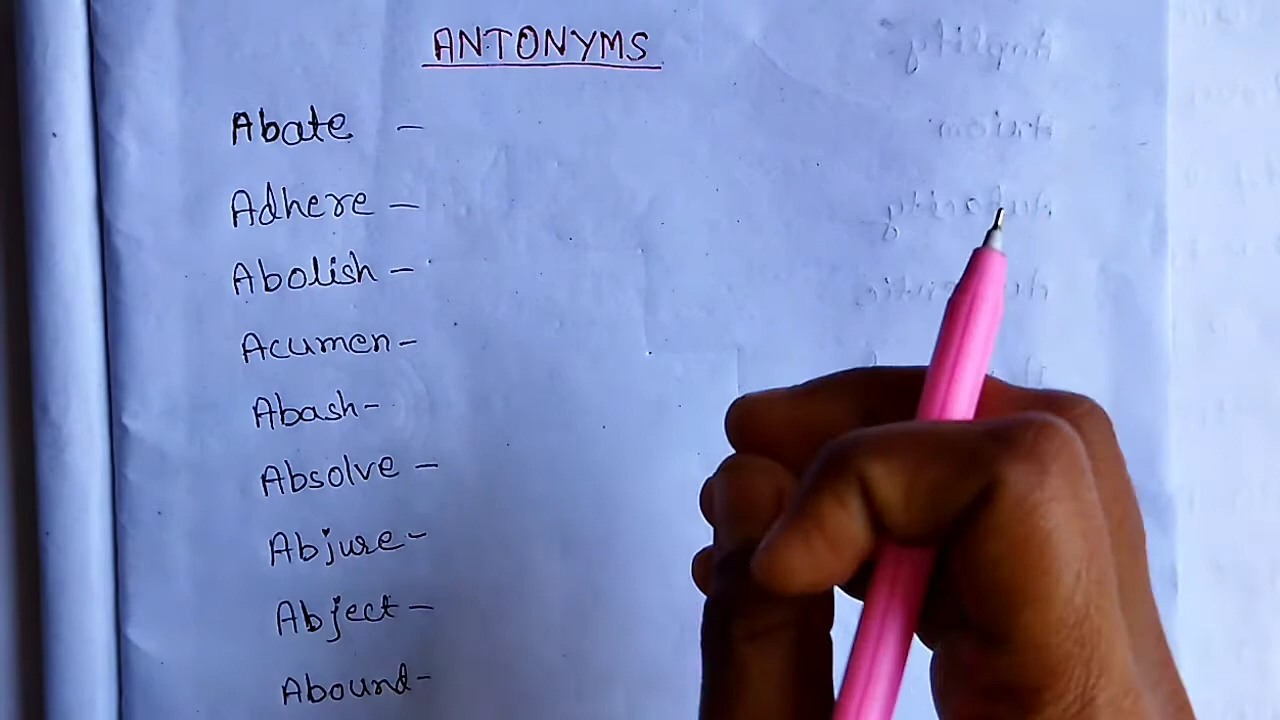 ANTONYMS
Abate -
Adhere -
Abolish -
Acumen -
Abash -
Absolve -
Abjure -
Abject -
Abound -